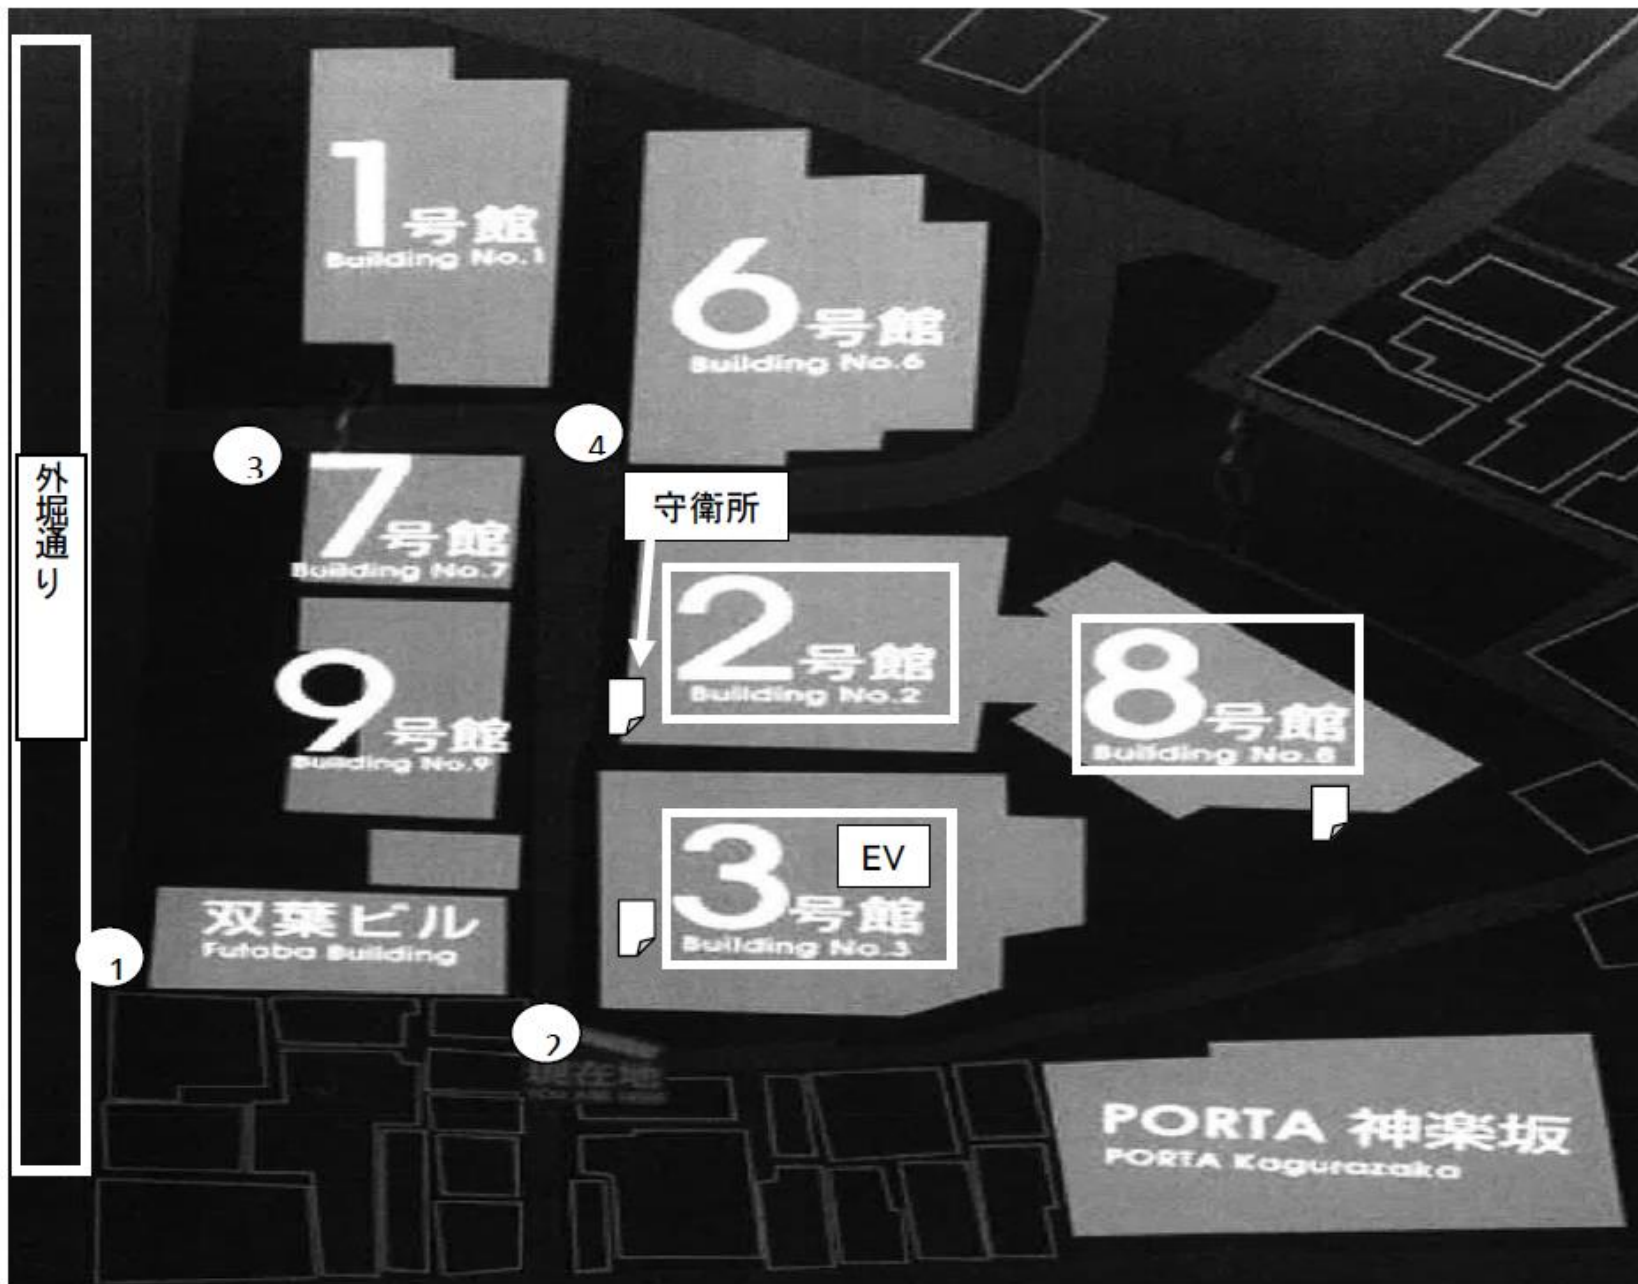 1号館
Building No.1
6号館
Building No.6
外堀通り
3
4
7号館
Building No.7
守衛所
2号館
Building No.2
9号館
Building No.9
8号館
Building No.8
3号館
Building No.3
EV
双葉ビル
Futaba Building
1
2
現在地
PORTA 神楽坂
PORTA Kagurazaka